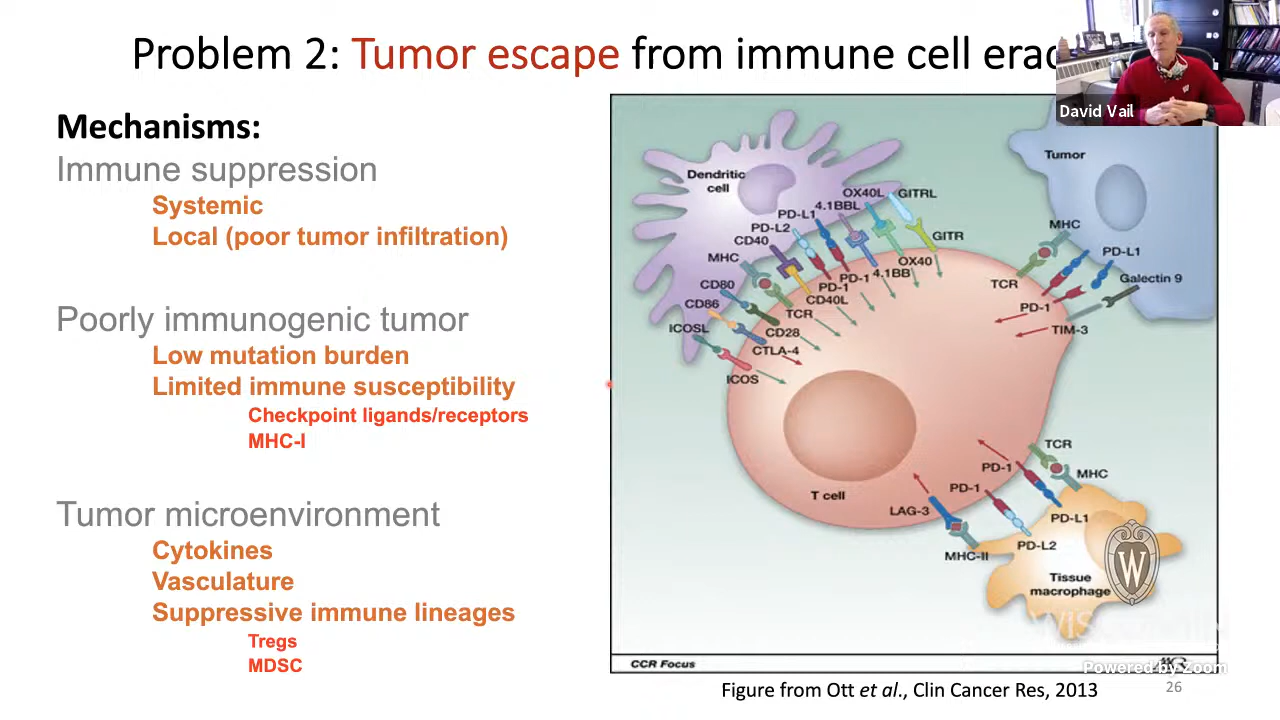 Problem 2: Tumor escape from immune cell erad
David Vail
Mechanisms:
Immune suppression
Systemic
Local (poor tumor infiltration)
Poorly immunogenic tumor
Low mutation burden
Limited immune susceptibility
Checkpoint ligands/receptors
MHC-I
Tumor microenvironment
Cytokines
Vasculature
Suppressive immune lineages
Tregs
MDSC
Dendritic
cell
OX40L
GITRL
4.1BBL
PD-L1
PD-L2
CD40
MHC
CD80
CD86
ICOSL
GITR
OX40
4.1BB
PD-1
PD-1
CD40L
TCR
CD28
CTLA-4
ICOS
Tumor
MHC
PD-L1
Galectin 9
TCR
PD-1
TIM-3
T cell
TCR
PD-1
MHC
PD-1
LAG-3
PD-L1
PD-L2
MHC-II
Tissue
macrophage
W
WISCONSIN
CCR Focus
Powered by Zoom
Figure from Ott et al., Clin Cancer Res, 2013
26